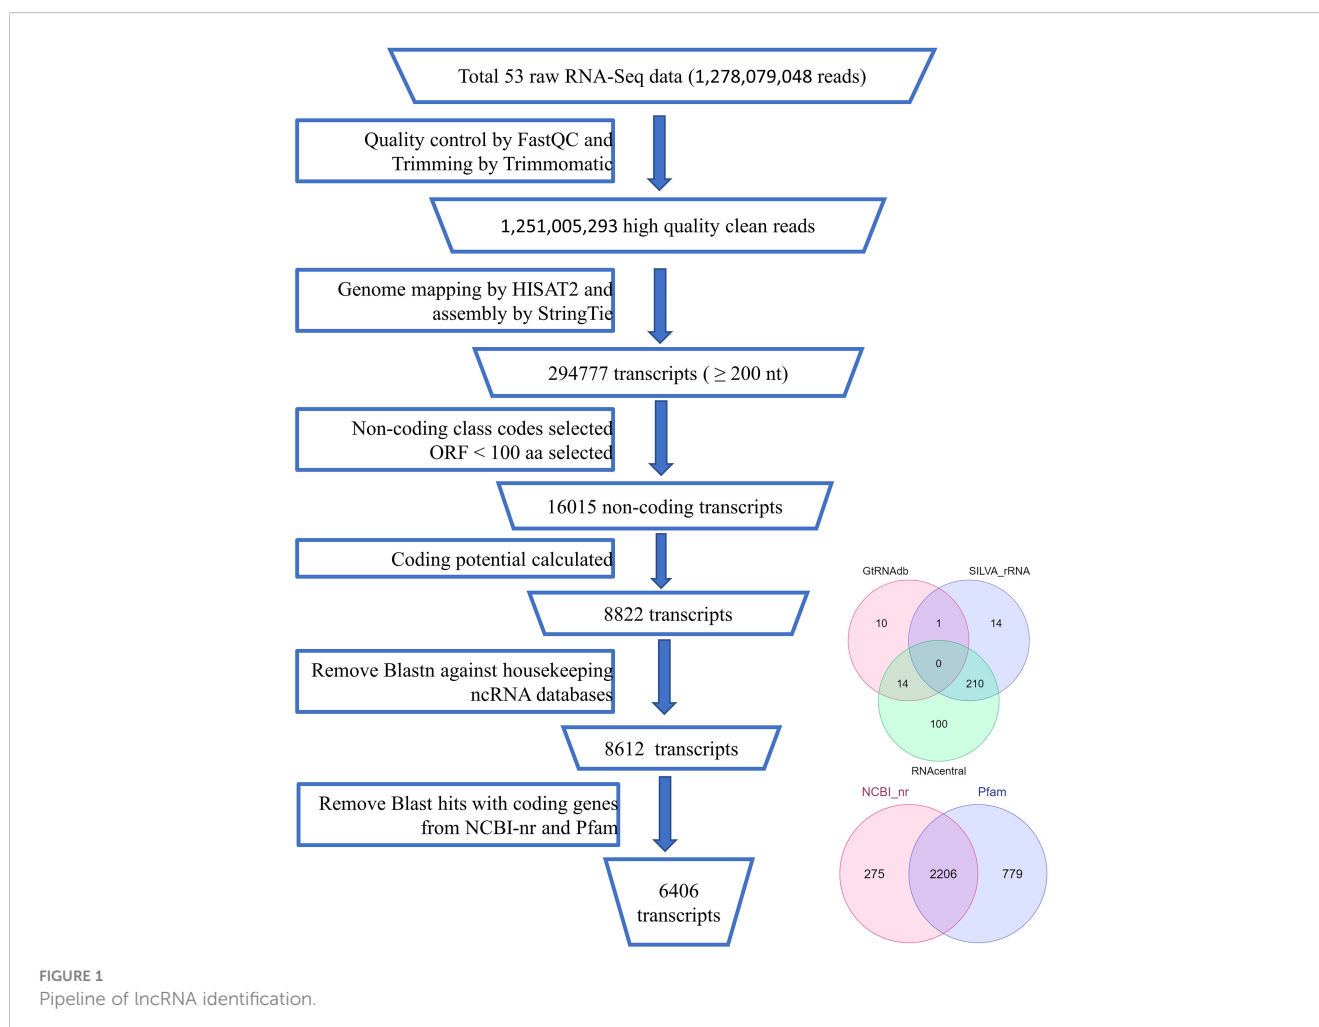 Total 53 raw RNA-Seq data (1,278,079,048 reads)
Quality control by FastQC and
Trimming by Trimmomatic
1,251,005,293 high quality clean reads
Genome mapping by HISAT2 and
assembly by StringTie
294777 transcripts ( ≥ 200 nt)
Non-coding class codes selected
ORF < 100 aa selected
16015 non-coding transcripts
Coding potential calculated
8822 transcripts
Remove Blastn against housekeeping
ncRNA databases
8612 transcripts
Remove Blast hits with coding genes
from NCBI-nr and Pfam
6406
transcripts
GtRNAdb
SILVA_rRNA
10
1
14
0
14
210
100
RNAcentral
NCBI_nr
Pfam
275
2206
779
FIGURE 1
Pipeline of lncRNA identification.